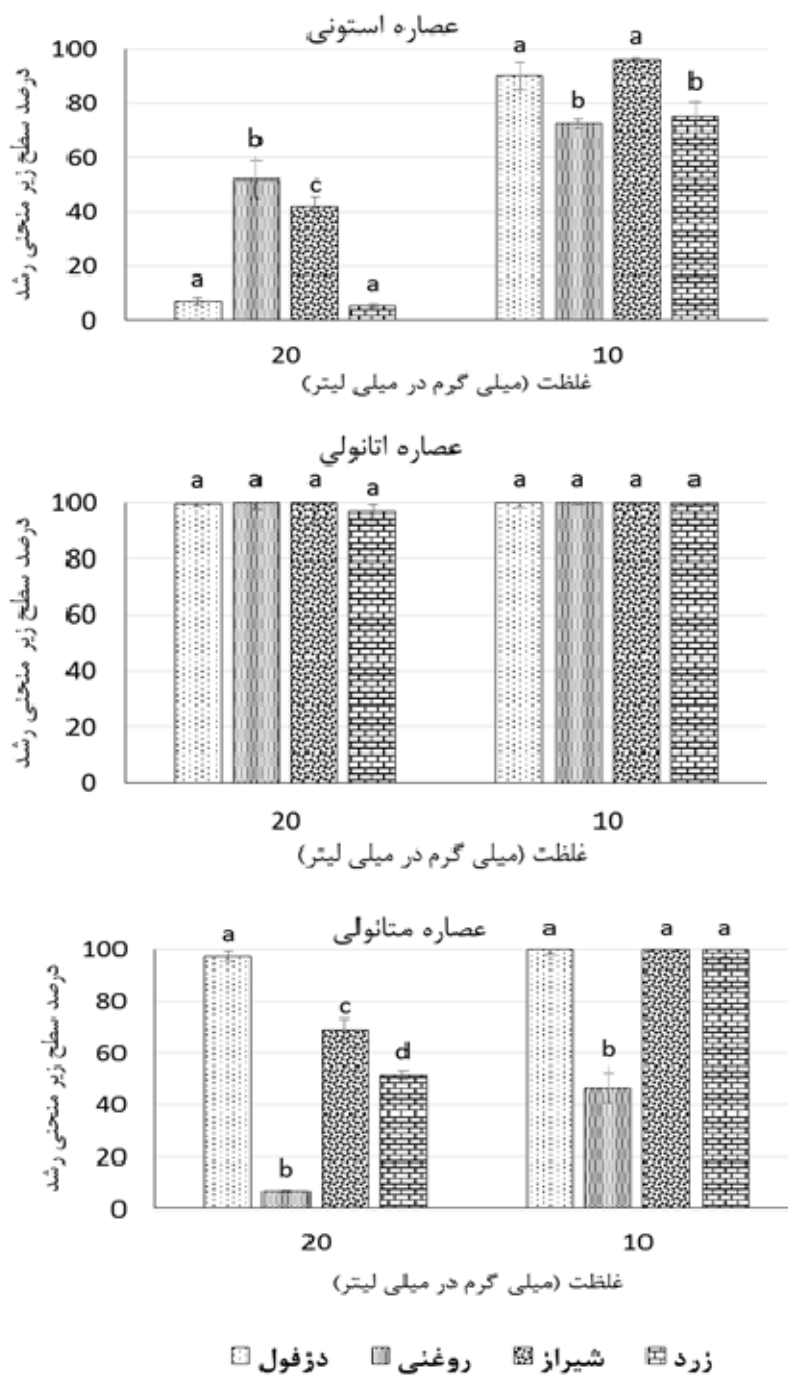 عصاره استونی
درصد سطح زیر منحنی رشد
100
80
60
40
20
0
a
b
c
a
a
b
a
b
20
10
غلظت (میلی گرم در میلی لیتر)
عصاره اتانولی
درصد سطح زیر منحنی رشد
100
80
60
40
20
0
a
a
a
a
a
a
a
a
20
10
غلظت (میلی گرم در میلی لیتر)
عصاره متانولی
درصد سطح زیر منحنی رشد
100
80
60
40
20
0
a
b
c
d
a
b
a
a
20
10
غلظت (میلی گرم در میلی لیتر)
دزفول
روغنی
شیراز
زرد